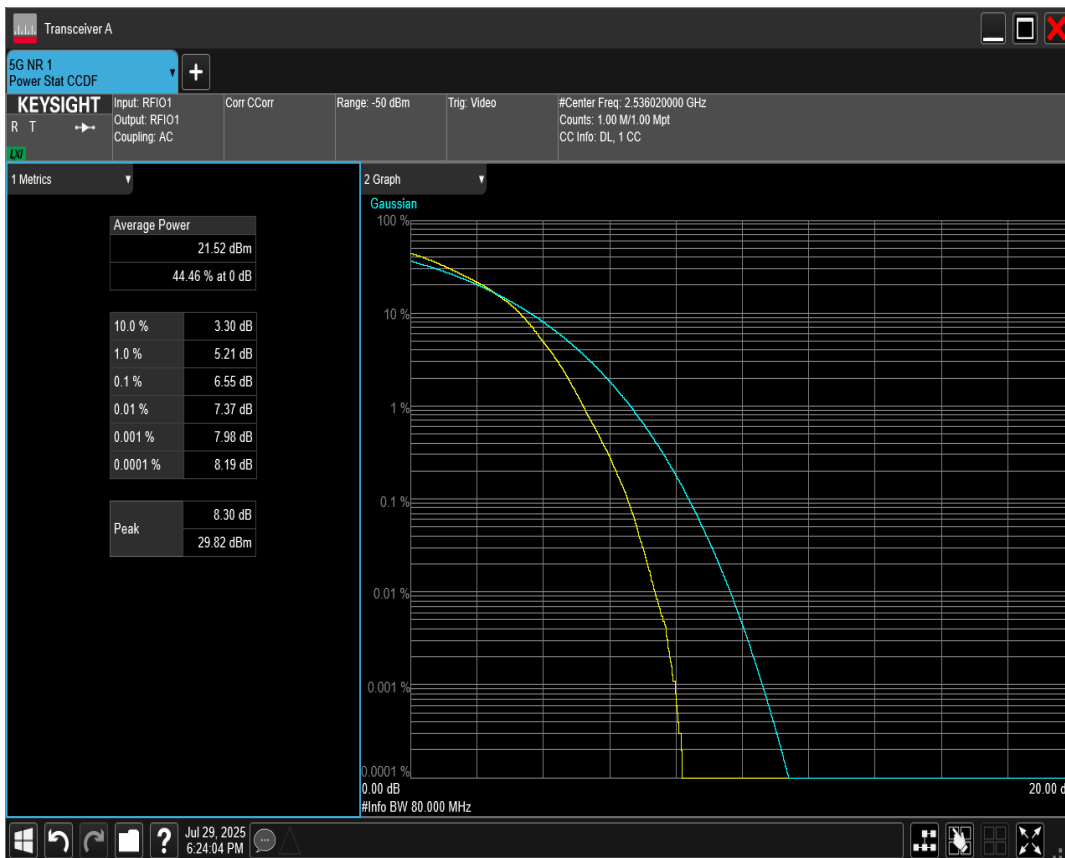 Transceiver A
5G NR 1
Power Stat CCDF
KEYSIGHT
R T
LXI
Input: RFIO1
Output: RFIO1
Coupling: AC
Corr CCorr
Range: -50 dBm
Trig: Video
#Center Freq: 2.536020000 GHz
Counts: 1.00 M/1.00 Mpt
CC Info: DL, 1 CC
1 Metrics
Average Power
21.52 dBm
44.46 % at 0 dB
10.0 % 3.30 dB
1.0 % 5.21 dB
0.1 % 6.55 dB
0.01 % 7.37 dB
0.001 % 7.98 dB
0.0001 % 8.19 dB
Peak
8.30 dB
29.82 dBm
2 Graph
Gaussian
100 %
10 %
1 %
0.1 %
0.01 %
0.001 %
0.0001 %
0.00 dB
20.00 d
#Info BW 80.000 MHz
?
Jul 29, 2025
6:24:04 PM